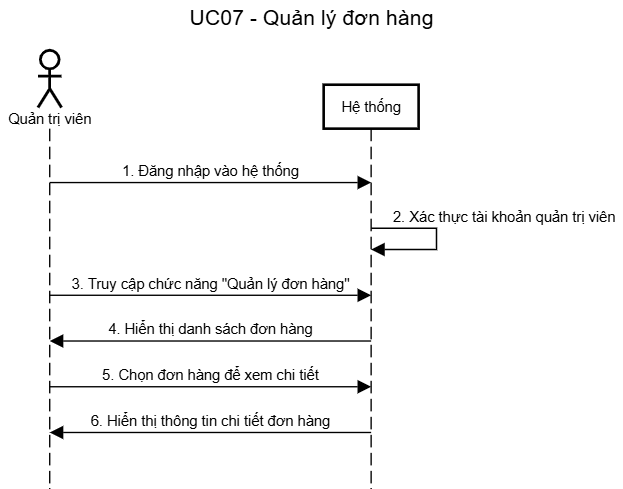 UC07 - Quản lý đơn hàng
Quản trị viên
Hệ thống
1. Đăng nhập vào hệ thống
2. Xác thực tài khoản quản trị viên
3. Truy cập chức năng "Quản lý đơn hàng"
4. Hiển thị danh sách đơn hàng
5. Chọn đơn hàng để xem chi tiết
6. Hiển thị thông tin chi tiết đơn hàng